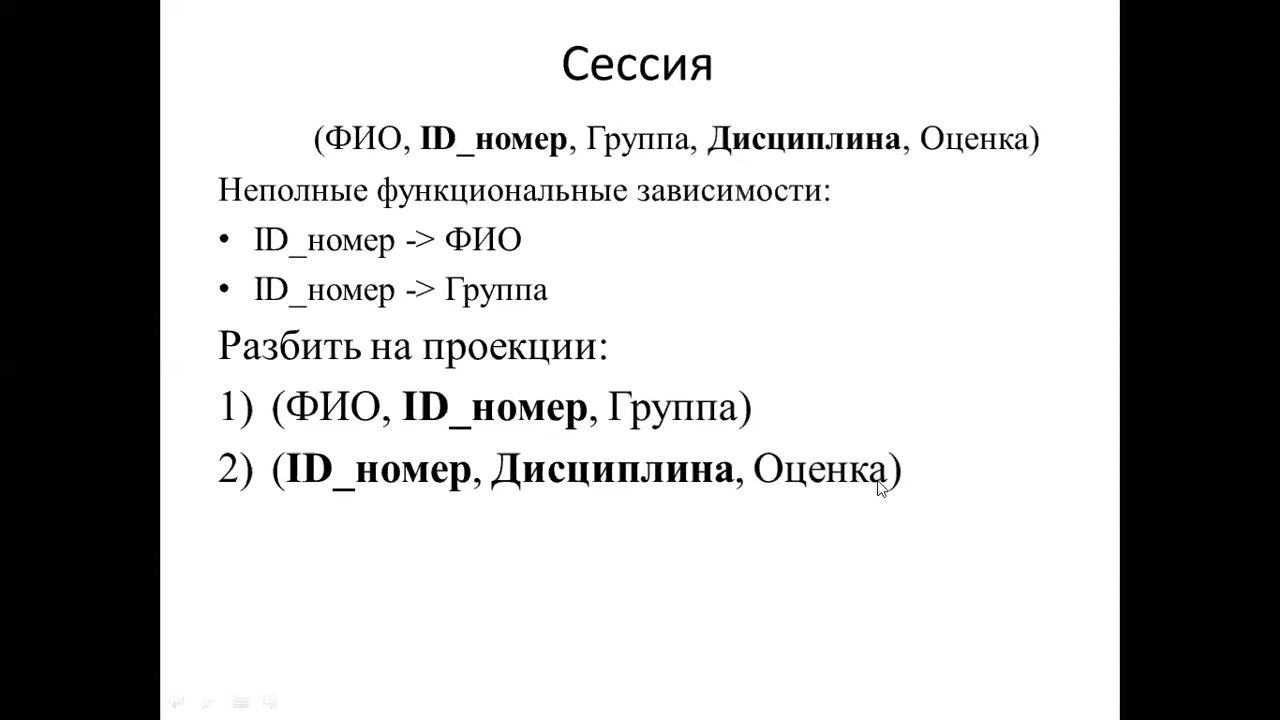 Сессия
(ФИО, ID_номер, Группа, Дисциплина, Оценка)
Неполные функциональные зависимости:
• ID_номер -> ФИО
• ID_номер -> Группа
Разбить на проекции:
1) (ФИО, ID_номер, Группа)
2) (ID_номер, Дисциплина, Оценка)